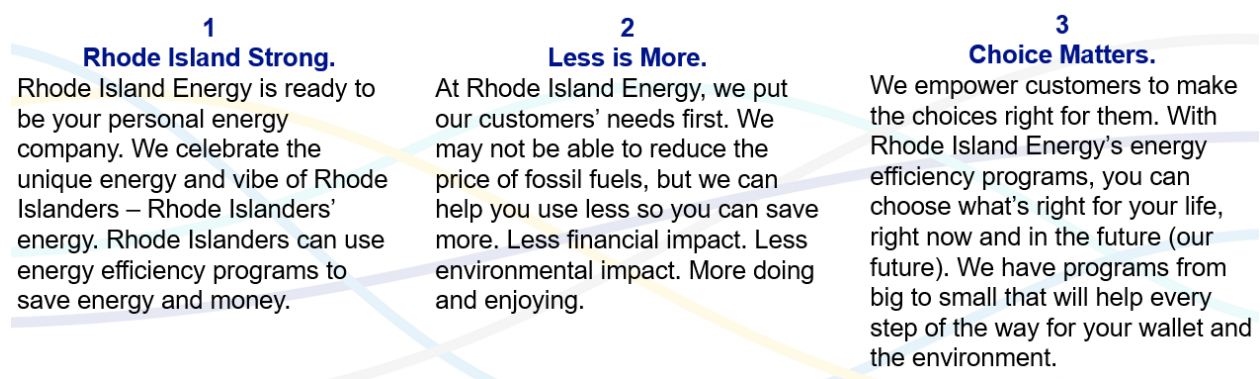 1
Rhode Island Strong.
Rhode Island Energy is ready to
be your personal energy
company. We celebrate the
unique energy and vibe of Rhode
Islanders – Rhode Islanders’
energy. Rhode Islanders can use
energy efficiency programs to
save energy and money.
2
Less is More.
At Rhode Island Energy, we put
our customers’ needs first. We
may not be able to reduce the
price of fossil fuels, but we can
help you use less so you can save
more. Less financial impact. Less
environmental impact. More doing
and enjoying.
3
Choice Matters.
We empower customers to make
the choices right for them. With
Rhode Island Energy’s energy
efficiency programs, you can
choose what’s right for your life,
right now and in the future (our
future). We have programs from
big to small that will help every
step of the way for your wallet and
the environment.